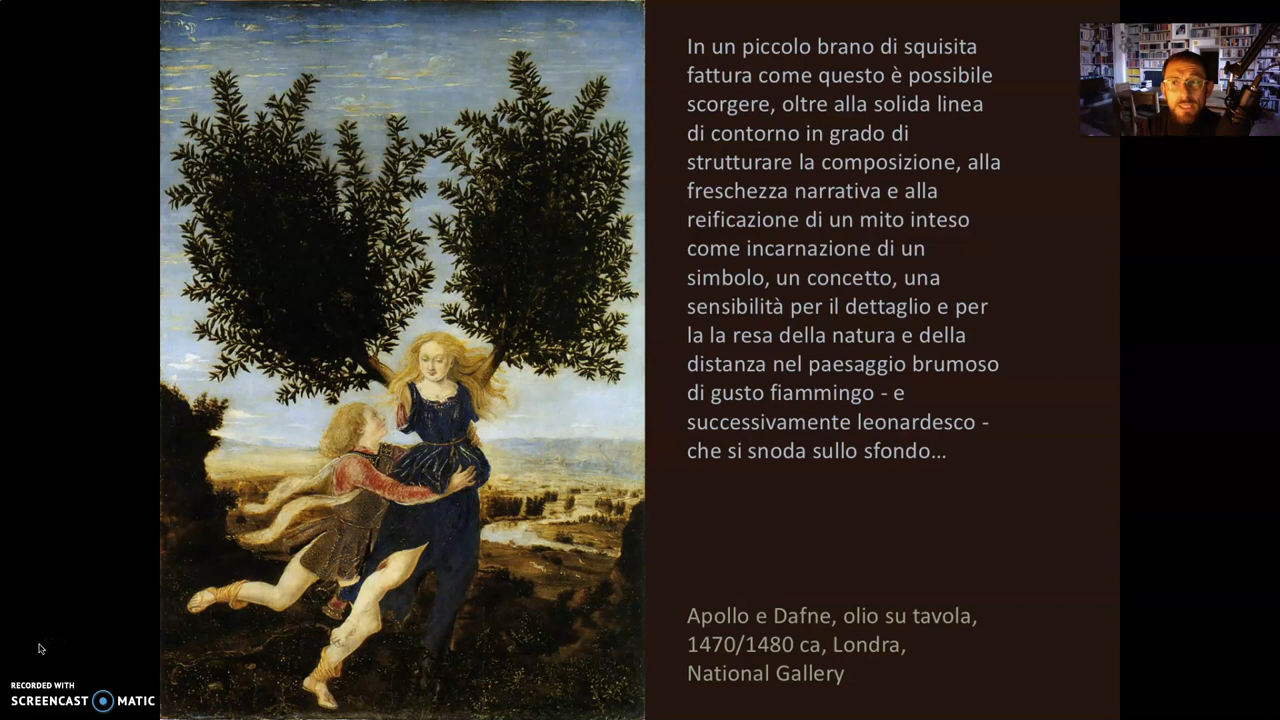 In un piccolo brano di squisita
fattura come questo è possibile
scorgere, oltre alla solida linea
di contorno in grado di
strutturare la composizione, alla
freschezza narrativa e alla
reificazione di un mito inteso
come incarnazione di un
simbolo, un concetto, una
sensibilità per il dettaglio e per
la la resa della natura e della
distanza nel paesaggio brumoso
di gusto fiammingo - e
successivamente leonardesco -
che si snoda sullo sfondo...
Apollo e Dafne, olio su tavola,
1470/1480 ca, Londra,
National Gallery
RECORDED WITH
SCREENCAST MATIC